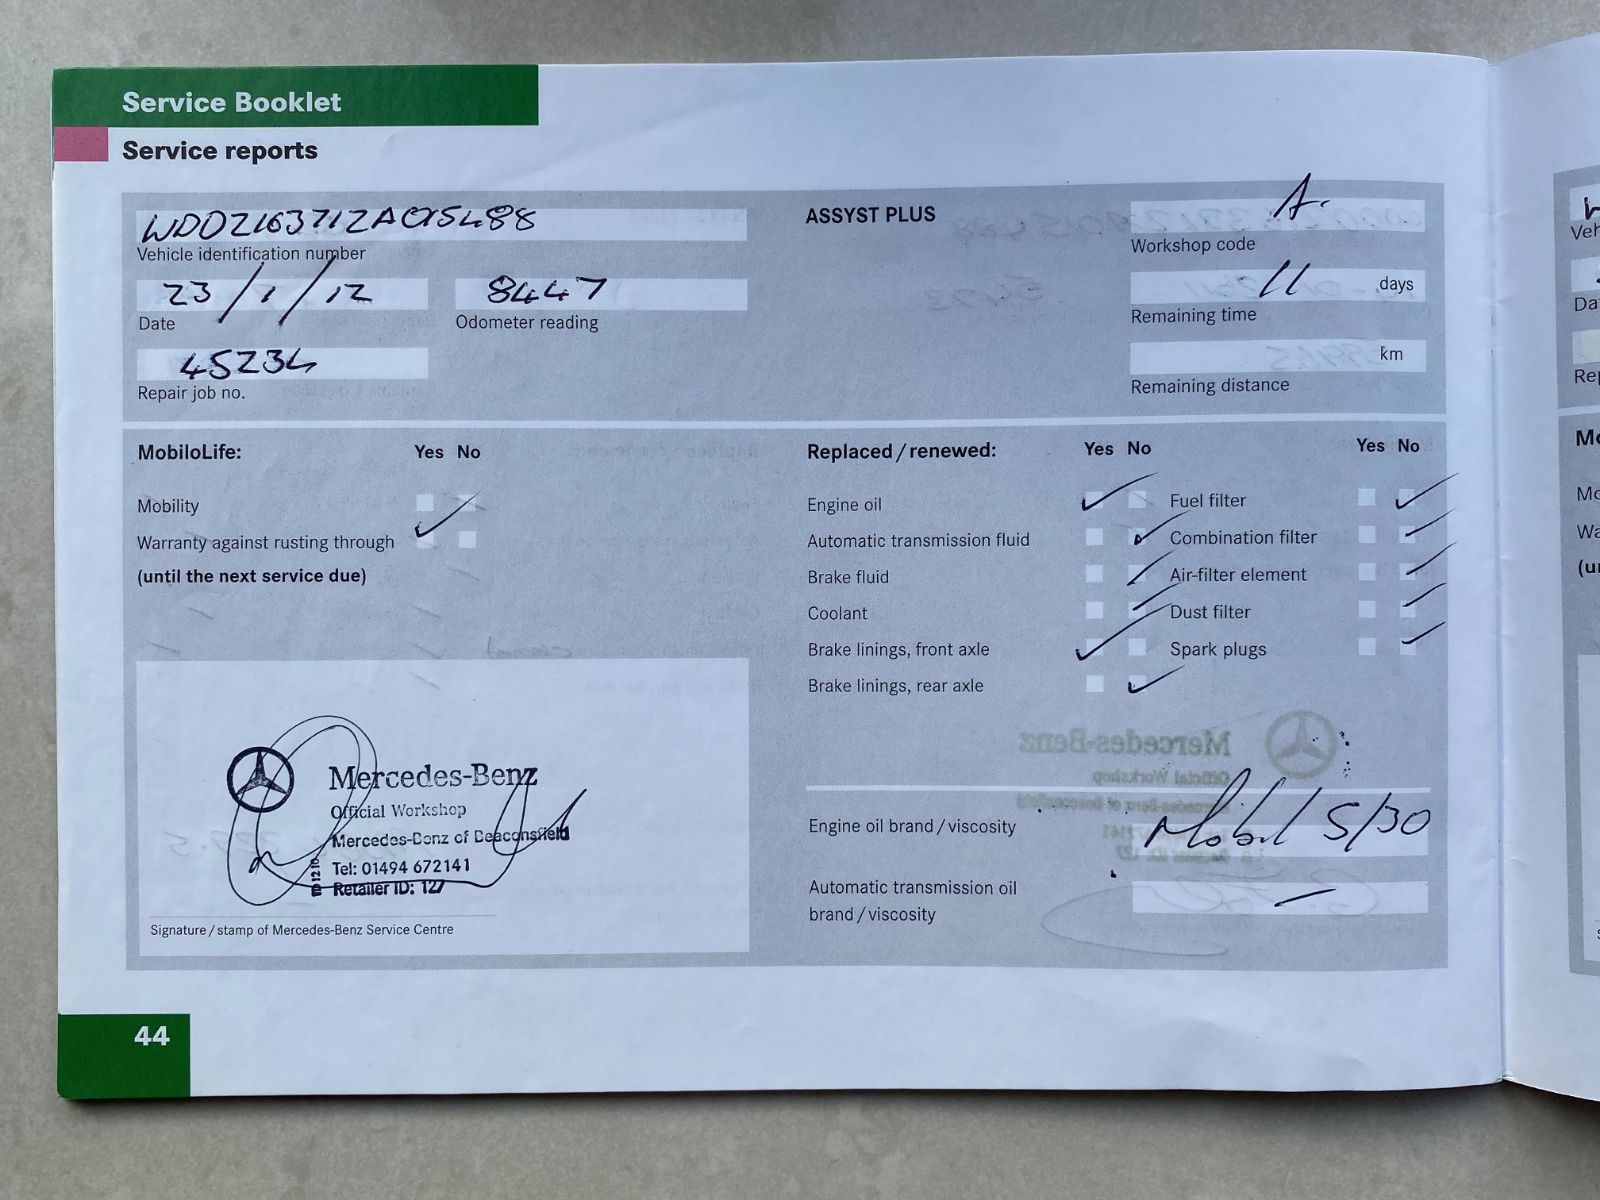 Service Booklet
Service reports
WDD2163712A015488
Vehicle identification number
23/1/12
Date
8447
Odometer reading
45234
Repair job no.
ASSYST PLUS
A.
Workshop code
11 days
Remaining time
km
Remaining distance
MobiloLife: Yes No
Mobility
Warranty against rusting through
(until the next service due)
Replaced / renewed: Yes No Yes No
Engine oil Fuel filter
Automatic transmission fluid Combination filter
Brake fluid Air-filter element
Coolant Dust filter
Brake linings, front axle Spark plugs
Brake linings, rear axle
Mercedes-Benz
Official Workshop
Mercedes-Benz of Beaconsfield
Tel: 01494 672141
Retailer ID: 127
Signature / stamp of Mercedes-Benz Service Centre
Engine oil brand / viscosity Mobil 5/30
Automatic transmission oil
brand / viscosity
—
44